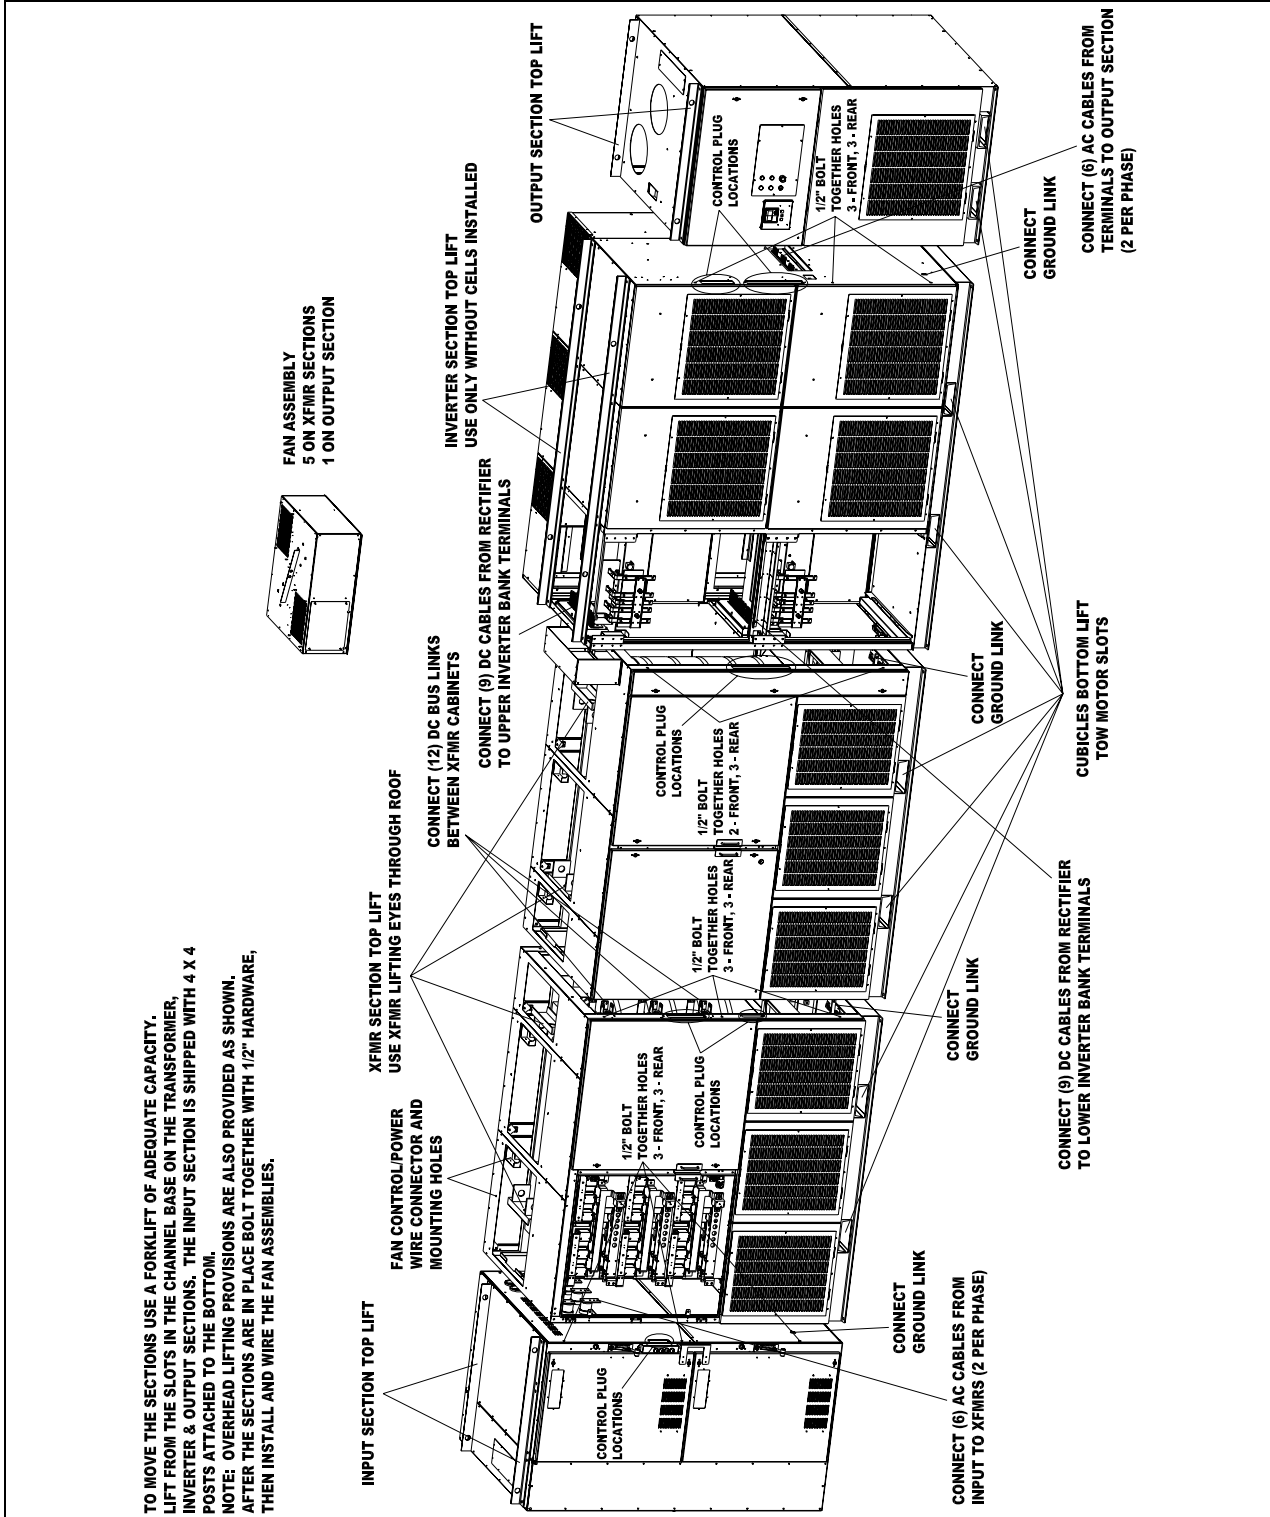 TO MOVE THE SECTIONS USE A FORKLIFT OF ADEQUATE CAPACITY.
LIFT FROM THE SLOTS IN THE CHANNEL BASE ON THE TRANSFORMER,
INVERTER & OUTPUT SECTIONS.  THE INPUT SECTION IS SHIPPED WITH 4 X 4
POSTS ATTACHED TO THE BOTTOM.
NOTE:  OVERHEAD LIFTING PROVISIONS ARE ALSO PROVIDED AS SHOWN.
AFTER THE SECTIONS ARE IN PLACE BOLT TOGETHER WITH 1/2" HARDWARE,
THEN INSTALL AND WIRE THE FAN ASSEMBLIES.
FAN ASSEMBLY
5 ON XFMR SECTIONS
1 ON OUTPUT SECTION
INPUT SECTION TOP LIFT
FAN CONTROL/POWER
WIRE CONNECTOR AND
MOUNTING HOLES
XFMR SECTION TOP LIFT
USE XFMR LIFTING EYES THROUGH ROOF
CONNECT (12) DC BUS LINKS
BETWEEN XFMR CABINETS
CONNECT (9) DC CABLES FROM RECTIFIER
TO UPPER INVERTER BANK TERMINALS
INVERTER SECTION TOP LIFT
USE ONLY WITHOUT CELLS INSTALLED
OUTPUT SECTION TOP LIFT
CONTROL PLUG
LOCATIONS
1/2" BOLT
TOGETHER HOLES
3 - FRONT, 3 - REAR
CONTROL PLUG
LOCATIONS
1/2" BOLT
TOGETHER HOLES
3 - FRONT, 3 - REAR
CONTROL PLUG
LOCATIONS
1/2" BOLT
TOGETHER HOLES
2 - FRONT, 3 - REAR
CONTROL PLUG
LOCATIONS
1/2" BOLT
TOGETHER HOLES
3 - FRONT, 3 - REAR
CONTROL PLUG
LOCATIONS
CONNECT
GROUND LINK
CONNECT
GROUND LINK
CONNECT
GROUND LINK
CONNECT
GROUND LINK
CONNECT (6) AC CABLES FROM
INPUT TO XFMRS (2 PER PHASE)
CONNECT (9) DC CABLES FROM RECTIFIER
TO LOWER INVERTER BANK TERMINALS
CUBICLES BOTTOM LIFT
TOW MOTOR SLOTS
CONNECT (6) AC CABLES FROM
TERMINALS TO OUTPUT SECTION
(2 PER PHASE)